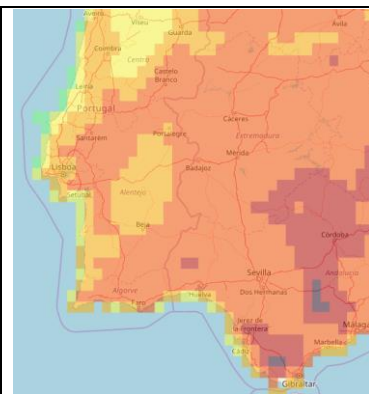 Aveiro
Viseu
Guarda
Ávila
Coimbra
Centro
Castelo
Branco
Leiria
Portugal
Cáceres
Santarém
Portalegre
Extremadura
Mérida
Lisboa
Badajoz
Setúbal
Alentejo
Beja
Córdoba
Sevilla
Andalucía
Algarve
Dos Hermanas
Faro
Huelva
Jerez de
la Frontera
Málaga
Marbella
Cádiz
Gibraltar